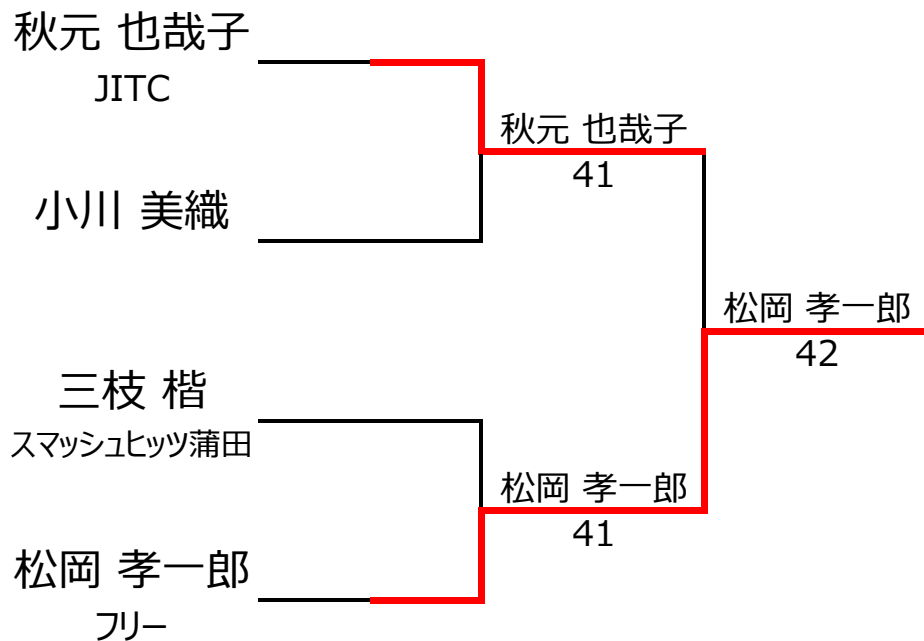 秋元 也哉子
JITC
秋元 也哉子
41
小川 美織
松岡 孝一郎
42
三枝 楷
スマッシュヒッツ蒲田
松岡 孝一郎
41
松岡 孝一郎
フリー